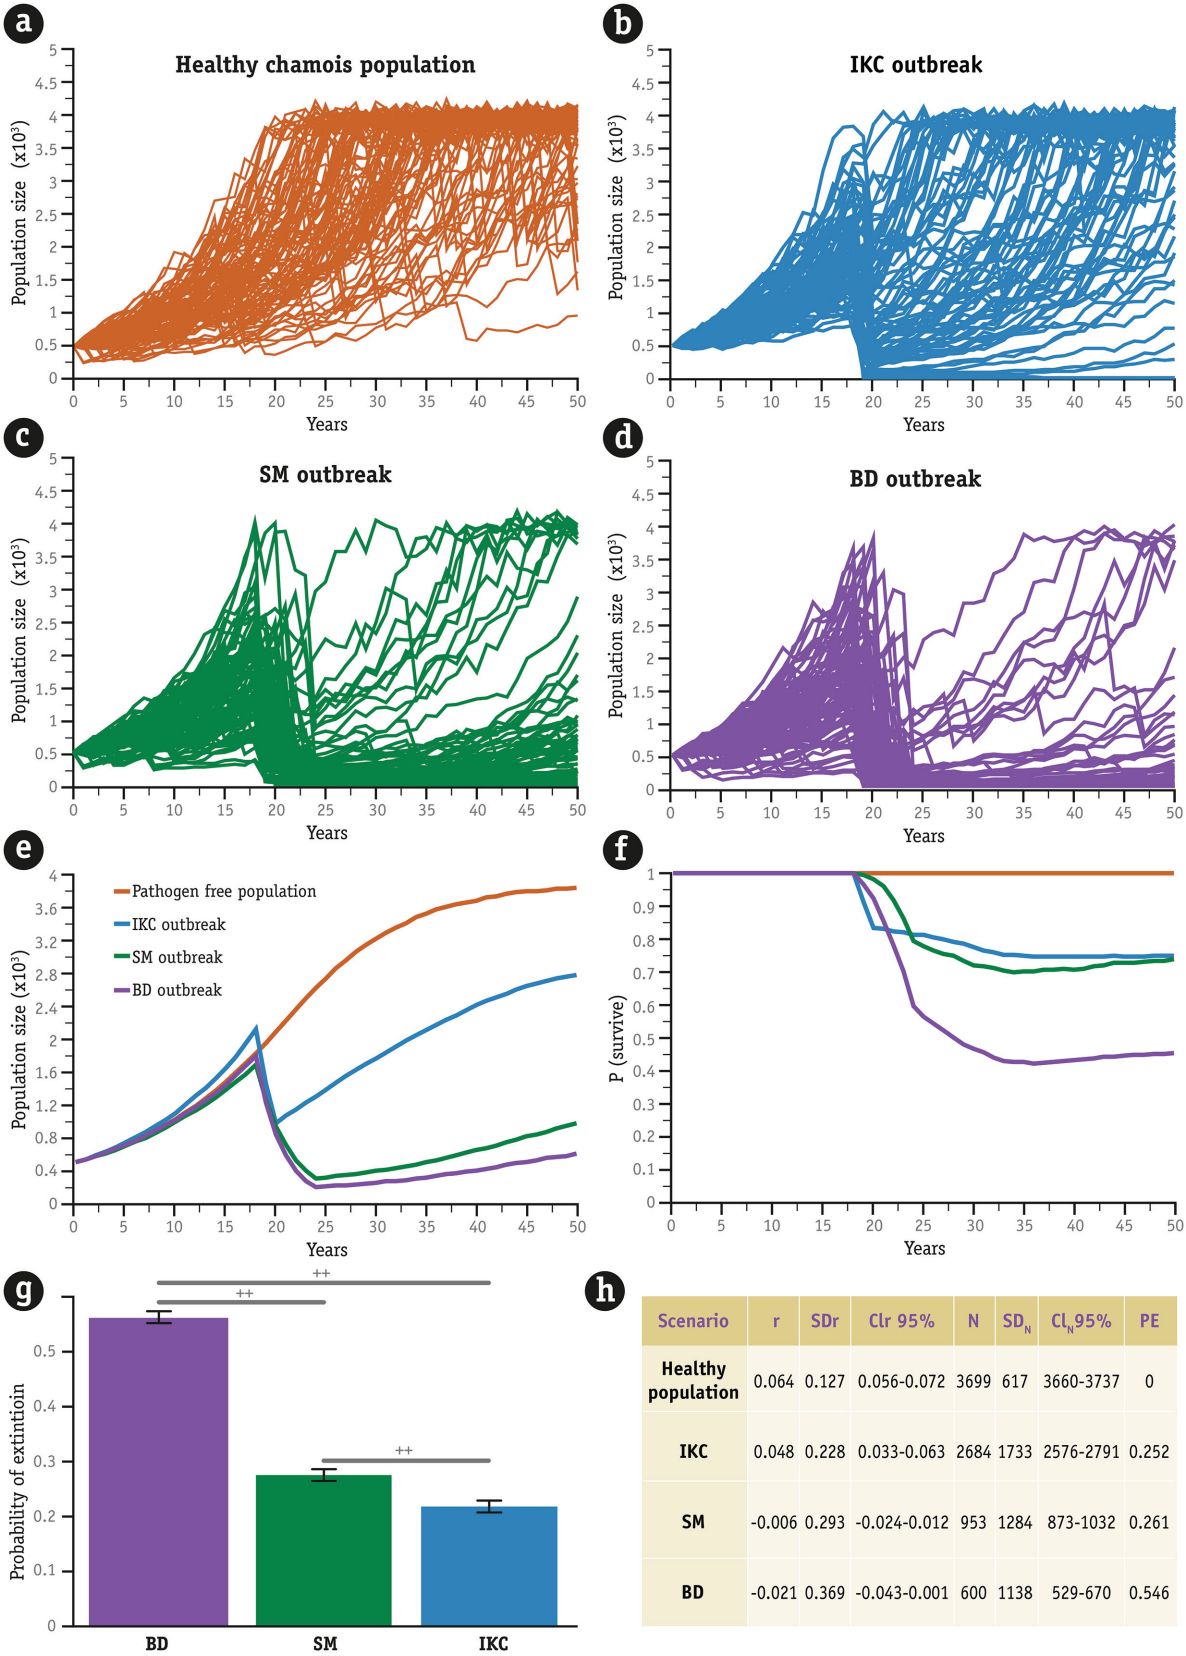 a
Healthy chamois population
Population size (x10³)
5
4.5
4
3.5
3
2.5
2
1.5
1
0.5
0
0 5 10 15 20 25 30 35 40 45 50
Years
b
IKC outbreak
Population size (x10³)
5
4.5
4
3.5
3
2.5
2
1.5
1
0.5
0
0 5 10 15 20 25 30 35 40 45 50
Years
c
SM outbreak
Population size (x10³)
5
4.5
4
3.5
3
2.5
2
1.5
1
0.5
0
0 5 10 15 20 25 30 35 40 45 50
Years
d
BD outbreak
Population size (x10³)
5
4.5
4
3.5
3
2.5
2
1.5
1
0.5
0
0 5 10 15 20 25 30 35 40 45 50
Years
e
Population size (x10³)
4
3.6
3.2
2.8
2.4
2
1.6
1.2
0.8
0.4
0
Pathogen free population
IKC outbreak
SM outbreak
BD outbreak
0 5 10 15 20 25 30 35 40 45 50
Years
f
P (survive)
1
0.9
0.8
0.7
0.6
0.5
0.4
0.3
0.2
0.1
0
0 5 10 15 20 25 30 35 40 45 50
Years
g
Probability of extintion
++
++
++
0.5
0.4
0.3
0.2
0.1
0
BD SM IKC
h
Scenario r SDr Clr 95% N SD_N Cl_N95% PE
Healthy
population 0.064 0.127 0.056-0.072 3699 617 3660-3737 0
IKC 0.048 0.228 0.033-0.063 2684 1733 2576-2791 0.252
SM -0.006 0.293 -0.024-0.012 953 1284 873-1032 0.261
BD -0.021 0.369 -0.043-0.001 600 1138 529-670 0.546